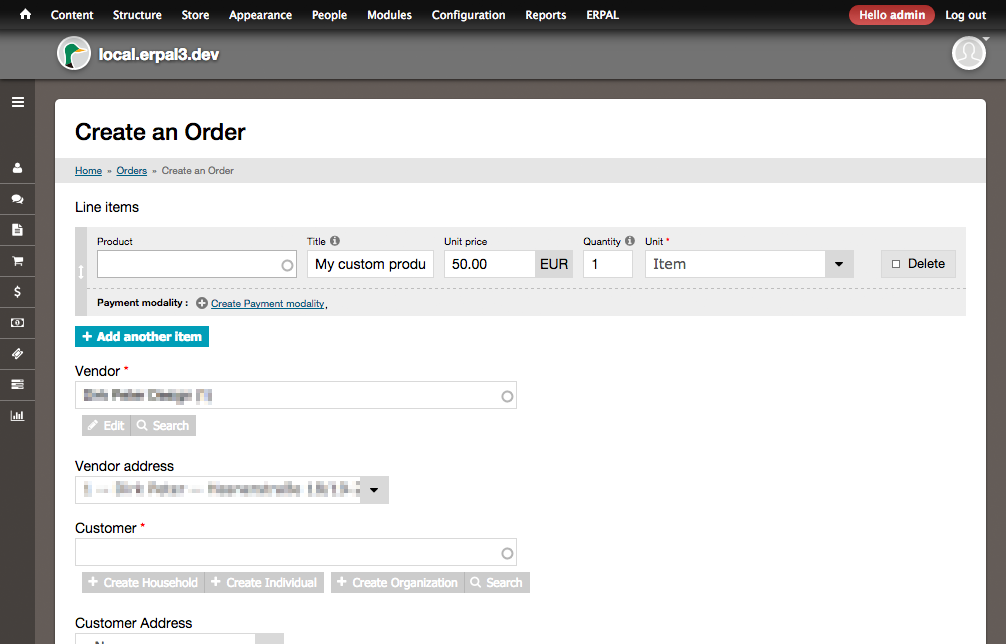 Content Structure Store Appearance People Modules Configuration Reports ERPAL Hello admin Log out
local.erpal3.dev
Create an Order
Home » Orders » Create an Order
Line items
Product Title Unit price Quantity Unit *
My custom produ 50.00 EUR 1 Item Delete
Payment modality : Create Payment modality,
+ Add another item
Vendor *
Edit Search
Vendor address
Customer *
+ Create Household + Create Individual + Create Organization Search
Customer Address